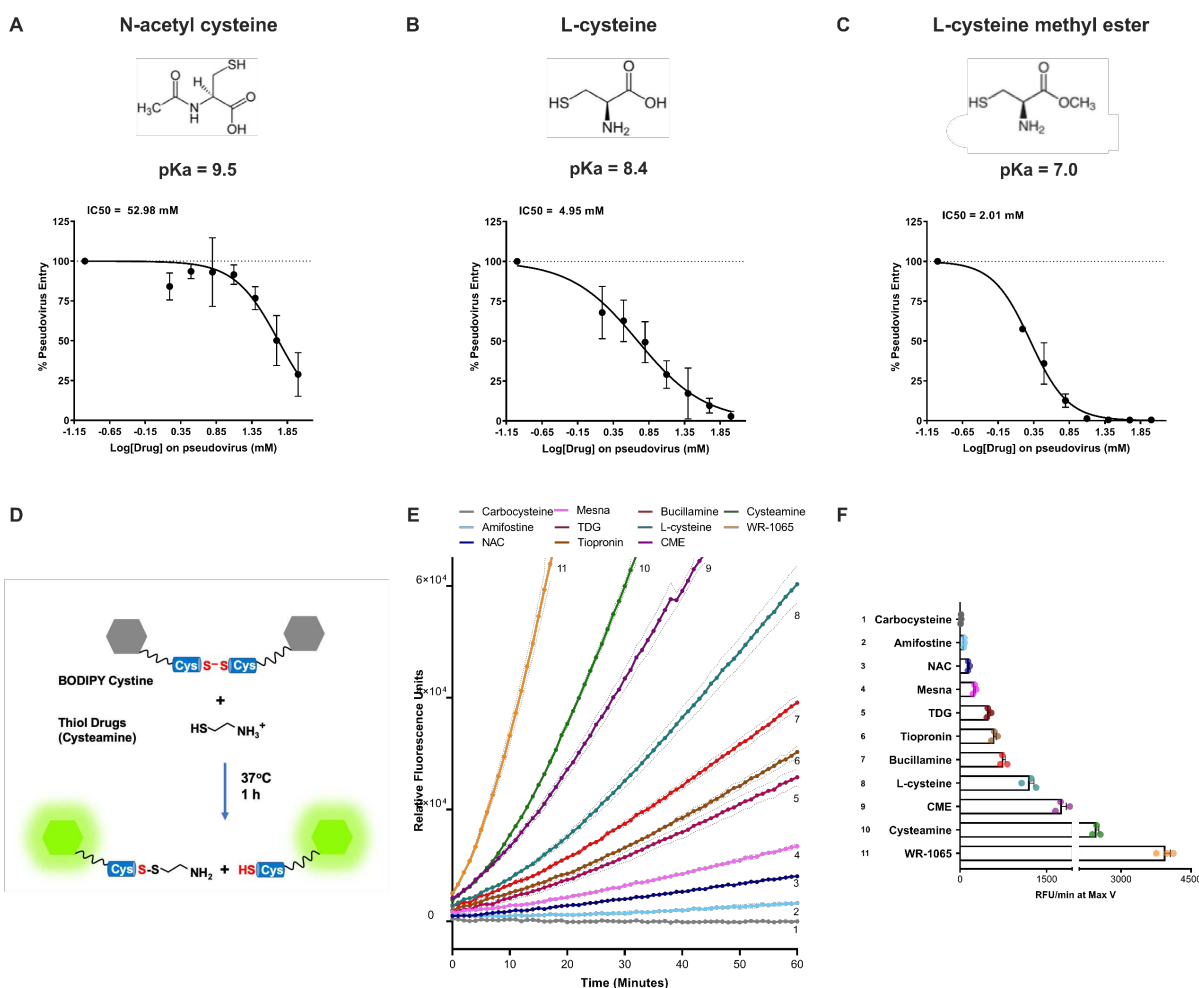 A
N-acetyl cysteine
SH
O
H
H3C
N
H
O
OH
pKa = 9.5
IC50 = 52.98 mM
125
100
75
50
25
0
% Pseudovirus Entry
-1.15 -0.65 -0.15 0.35 0.85 1.35 1.85
Log[Drug] on pseudovirus (mM)
B
L-cysteine
O
HS
OH
NH2
pKa = 8.4
IC50 = 4.95 mM
125
100
75
50
25
0
% Pseudovirus Entry
-1.15 -0.65 -0.15 0.35 0.85 1.35 1.85
Log[Drug] on pseudovirus (mM)
C
L-cysteine methyl ester
O
HS
OCH3
NH2
pKa = 7.0
IC50 = 2.01 mM
125
100
75
50
25
0
% Pseudovirus Entry
-1.15 -0.65 -0.15 0.35 0.85 1.35 1.85
Log[Drug] on pseudovirus (mM)
D
Cys S-S Cys
BODIPY Cystine
+
Thiol Drugs
(Cysteamine)
HS NH3+
37°C
1 h
Cys S-S NH2 + HS Cys
E
Carbocysteine Mesna Bucillamine Cysteamine
Amifostine TDG L-cysteine WR-1065
NAC Tiopronin CME
6×10⁴
×10⁴
×10⁴
0
Relative Fluorescence Units
11
10
9
8
7
6
5
4
3
2
1
0 10 20 30 40 50 60
Time (Minutes)
F
1 Carbocysteine
2 Amifostine
3 NAC
4 Mesna
5 TDG
6 Tiopronin
7 Bucillamine
8 L-cysteine
9 CME
10 Cysteamine
11 WR-1065
0 1500 3000 4500
RFU/min at Max V